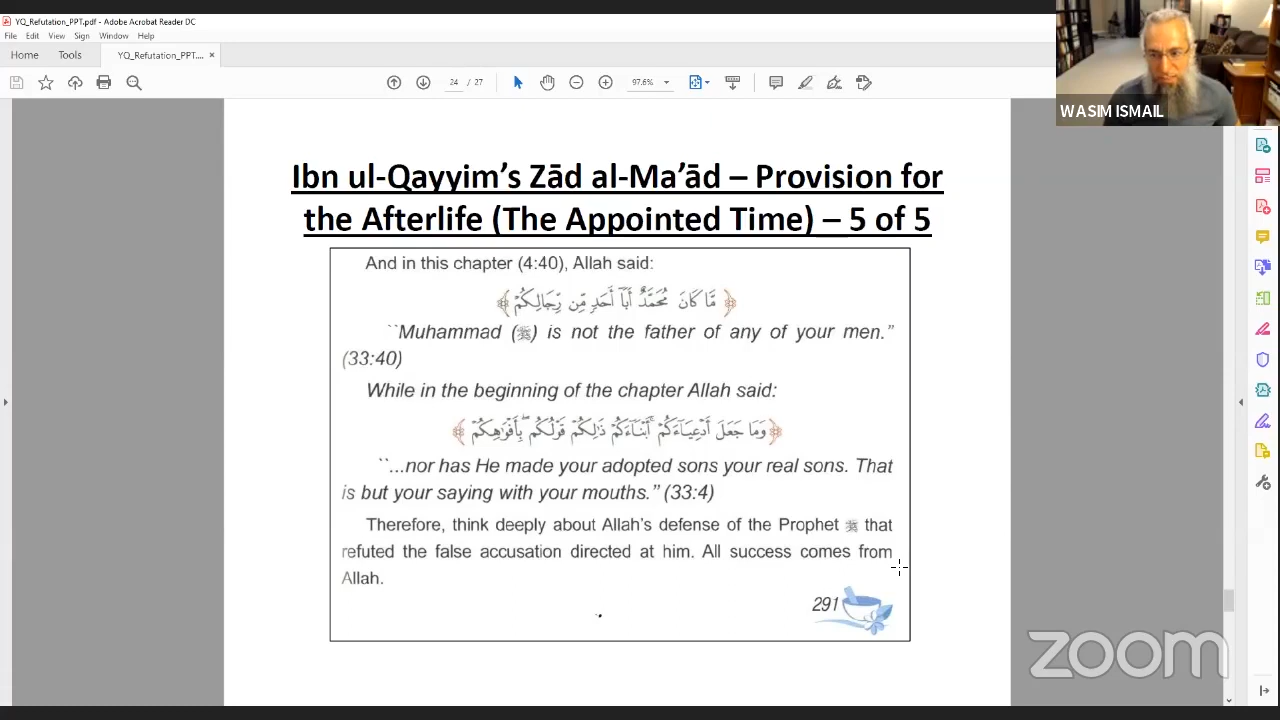 YQ_Refutation_PPT.pdf - Adobe Acrobat Reader DC
File Edit View Sign Window Help
Home Tools YQ_Refutation_PPT.... ×
24 / 27 97.6%
WASIM ISMAIL
Ibn ul-Qayyim’s Zād al-Ma’ād – Provision for
the Afterlife (The Appointed Time) – 5 of 5
And in this chapter (4:40), Allah said:
﴿مَّا كَانَ مُحَمَّدٌ أَبَآ أَحَدٍ مِّن رِّجَالِكُمْ﴾
``Muhammad (ﷺ) is not the father of any of your men.”
(33:40)
While in the beginning of the chapter Allah said:
﴿وَمَا جَعَلَ أَدْعِيَآءَكُمْ أَبْنَآءَكُمْ ۚ ذَٰلِكُمْ قَوْلُكُم بِأَفْوَٰهِكُمْ ۖ﴾
``...nor has He made your adopted sons your real sons. That
is but your saying with your mouths.” (33:4)
Therefore, think deeply about Allah’s defense of the Prophet ﷺ that
refuted the false accusation directed at him. All success comes from
Allah.
291
zoom